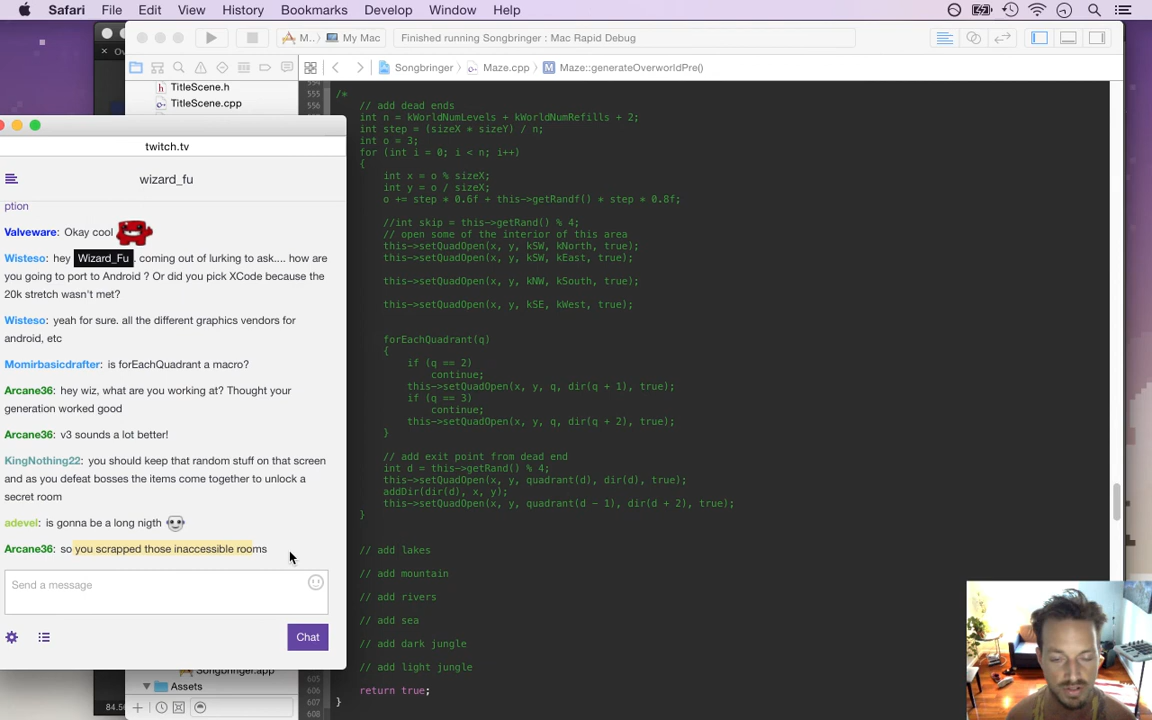 Safari File Edit View History Bookmarks Develop Window Help
M.. My Mac
Finished running Songbringer : Mac Rapid Debug
Songbringer Maze.cpp M Maze::generateOverworldPre()
TitleScene.h
TitleScene.cpp
twitch.tv
wizard_fu
ption
Valveware: Okay cool
Wisteso: hey Wizard_Fu . coming out of lurking to ask.... how are
you going to port to Android ? Or did you pick XCode because the
20k stretch wasn't met?
Wisteso: yeah for sure. all the different graphics vendors for
android, etc
Momirbasicdrafter: is forEachQuadrant a macro?
Arcane36: hey wiz, what are you working at? Thought your
generation worked good
Arcane36: v3 sounds a lot better!
KingNothing22: you should keep that random stuff on that screen
and as you defeat bosses the items come together to unlock a
secret room
adevel: is gonna be a long nigth
Arcane36: so you scrapped those inaccessible rooms
Send a message
Chat
Songbringer.app
Assets
84.5
555 /*
556 // add dead ends
int n = kWorldNumLevels + kWorldNumRefills + 2;
int step = (sizeX * sizeY) / n;
int o = 3;
for (int i = 0; i < n; i++)
{
int x = o % sizeX;
int y = o / sizeX;
o += step * 0.6f + this->getRandf() * step * 0.8f;
//int skip = this->getRand() % 4;
// open some of the interior of this area
this->setQuadOpen(x, y, kSW, kNorth, true);
this->setQuadOpen(x, y, kSW, kEast, true);
this->setQuadOpen(x, y, kNW, kSouth, true);
this->setQuadOpen(x, y, kSE, kWest, true);
forEachQuadrant(q)
{
if (q == 2)
continue;
this->setQuadOpen(x, y, q, dir(q + 1), true);
if (q == 3)
continue;
this->setQuadOpen(x, y, q, dir(q + 2), true);
}
// add exit point from dead end
int d = this->getRand() % 4;
this->setQuadOpen(x, y, quadrant(d), dir(d), true);
addDir(dir(d), x, y);
this->setQuadOpen(x, y, quadrant(d - 1), dir(d + 2), true);
}
// add lakes
// add mountain
// add rivers
// add sea
// add dark jungle
// add light jungle
605
606 return true;
607 }
608